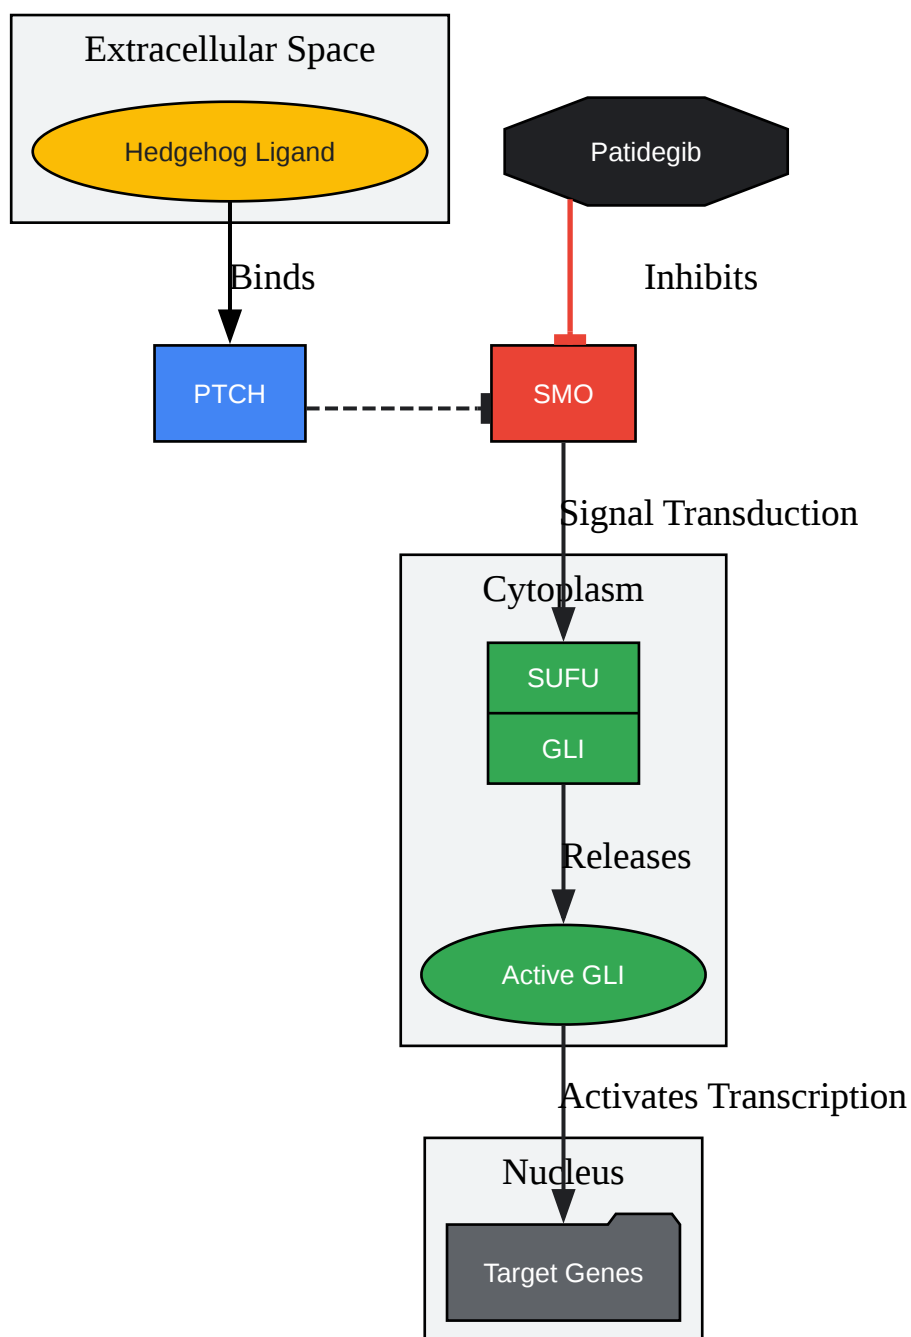 Extracellular Space
Hedgehog Ligand
Patidegib
Binds
Inhibits
PTCH
SMO
Signal Transduction
Cytoplasm
SUFU
GLI
Releases
Active GLI
Activates Transcription
Nucleus
Target Genes